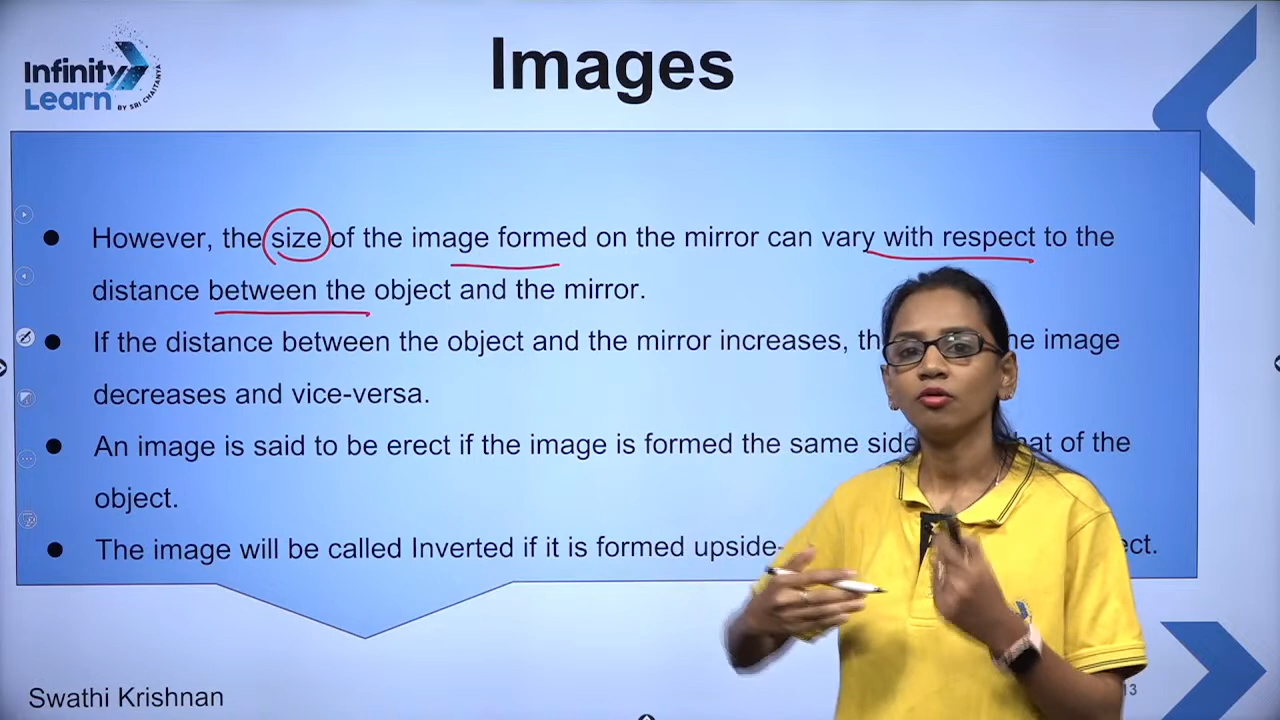 Infinity
Learn
BY SRI CHAITANYA
Images
However, the size of the image formed on the mirror can vary with respect to the
distance between the object and the mirror.
If the distance between the object and the mirror increases, the image
decreases and vice-versa.
An image is said to be erect if the image is formed the same side that of the
object.
The image will be called Inverted if it is formed upside-
Swathi Krishnan
13